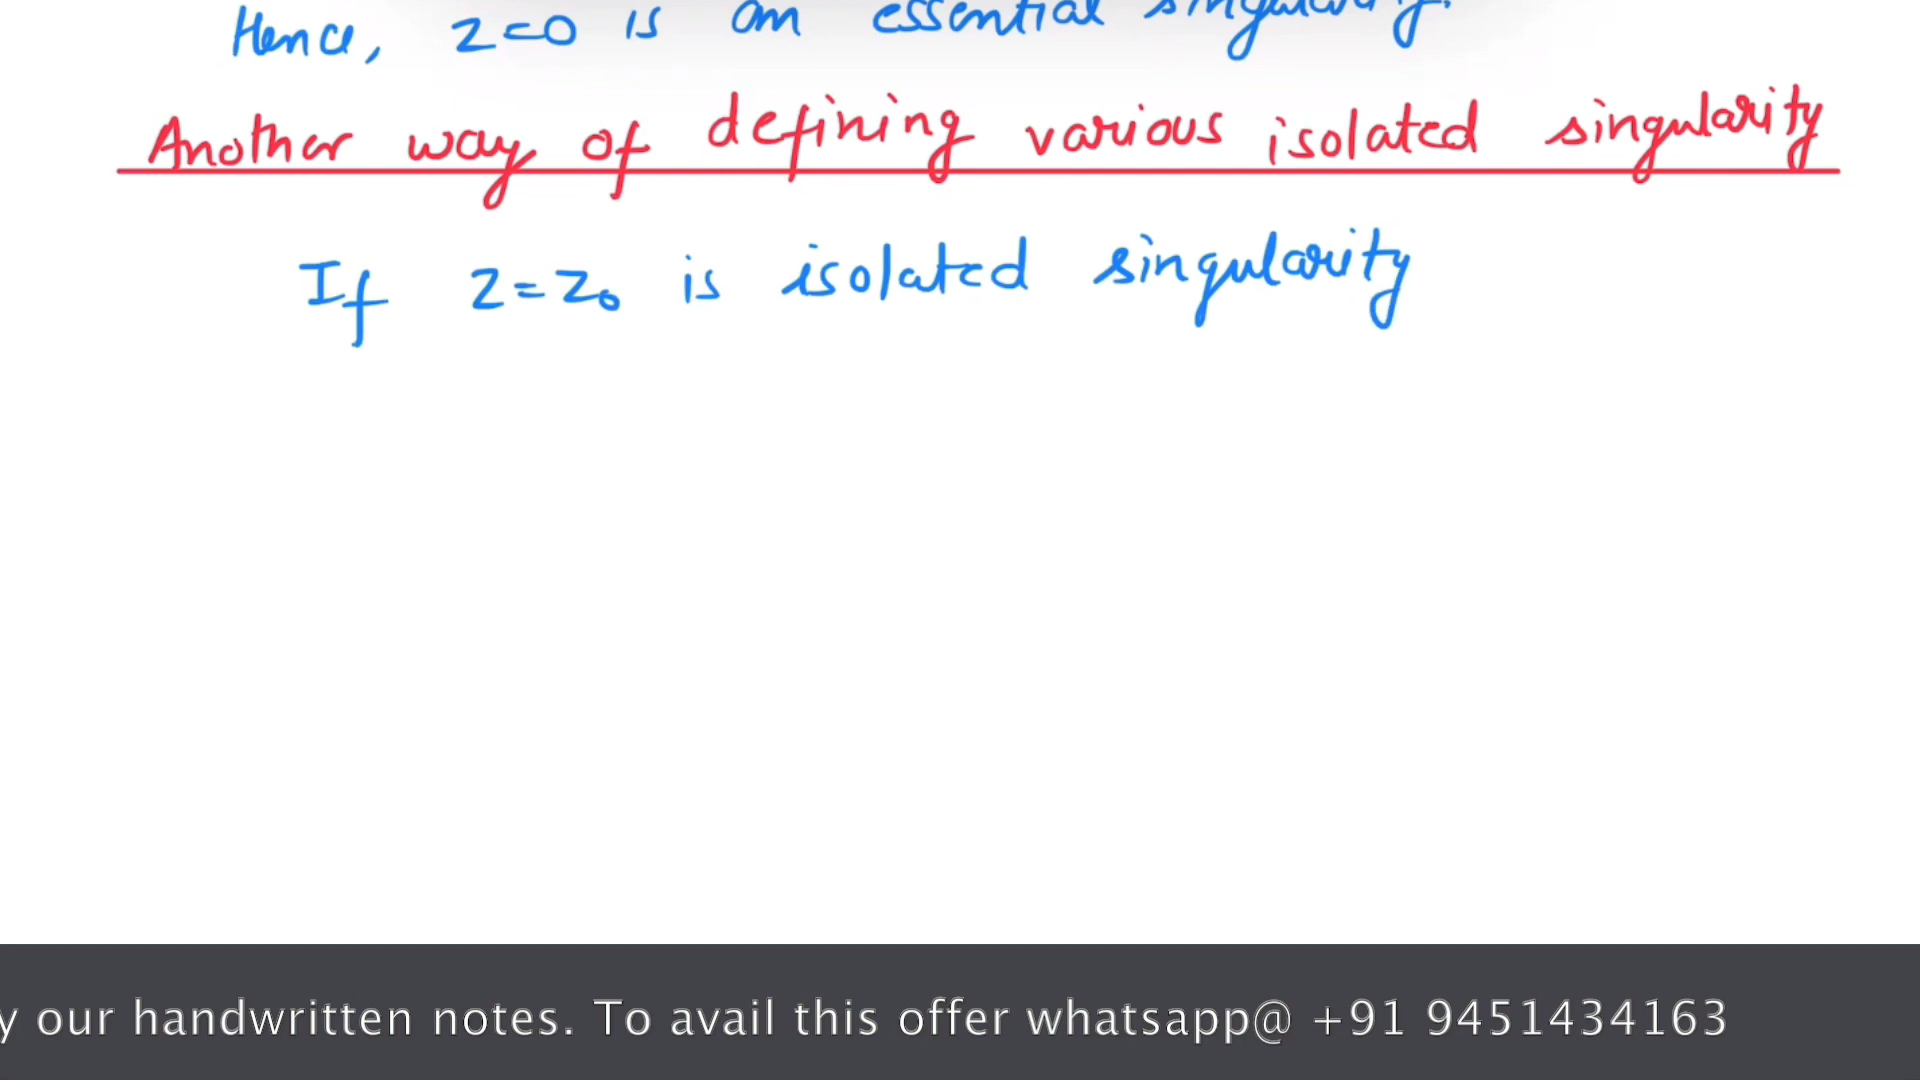 Hence, z=0 is an essential singularity.
Another way of defining various isolated singularity
If z=z₀ is isolated singularity
y our handwritten notes. To avail this offer whatsapp@ +91 9451434163